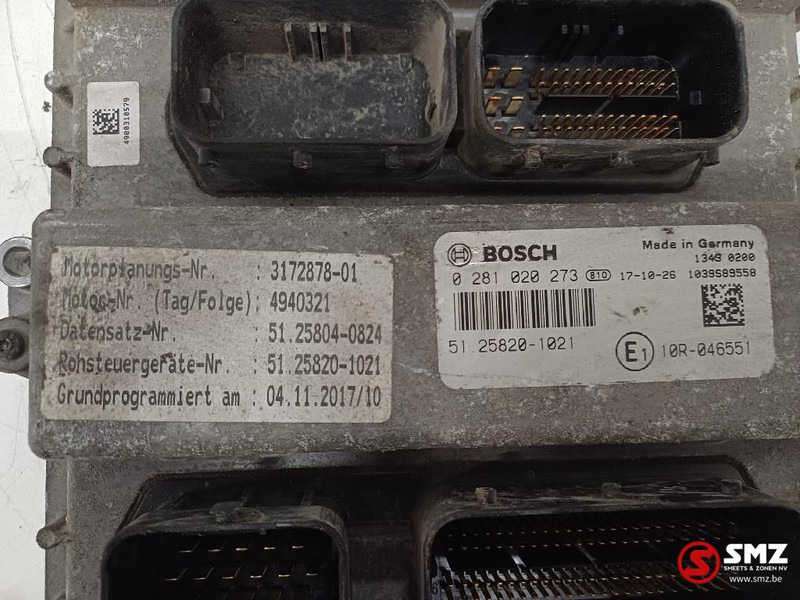 4900310579
Motorplanungs-Nr. : 3172878-01
Motor-Nr. (Tag/Folge): 4940321
Datensatz-Nr. : 51.25804-0824
Rohsteuergeräte-Nr. : 51.25820-1021
Grundprogrammiert am : 04.11.2017/10
BOSCH
Made in Germany
1349 0200
0 281 020 273 810 17-10-26 1039S89558
51.25820-1021
E1 10R-046551
SMZ
SMEETS & ZONEN NV
www.smz.be